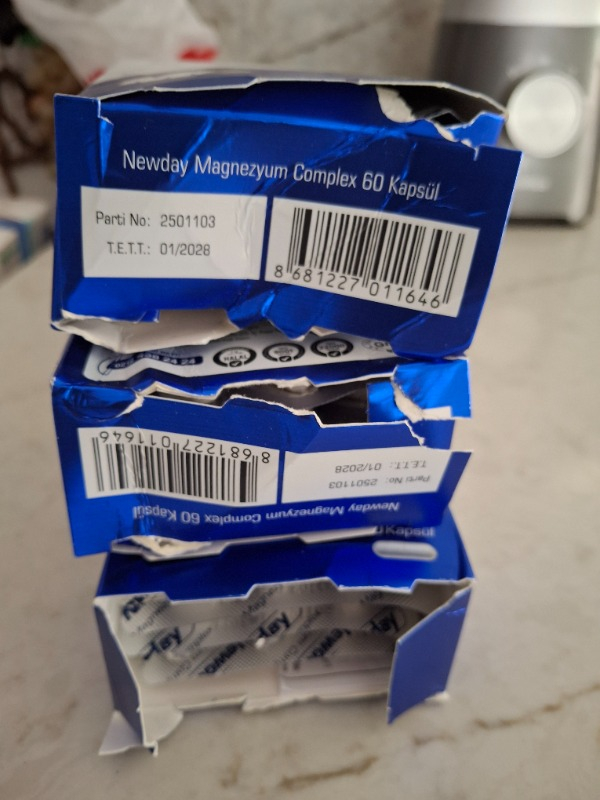 Newday Magnezyum Complex 60 Kapsül
Parti No: 2501103
T.E.T.T.: 01/2028
8 681227 011646
HALAL
8 681227 011646
Parti No: 2501103
T.E.T.T.: 01/2028
Newday Magnezyum Complex 60 Kapsül